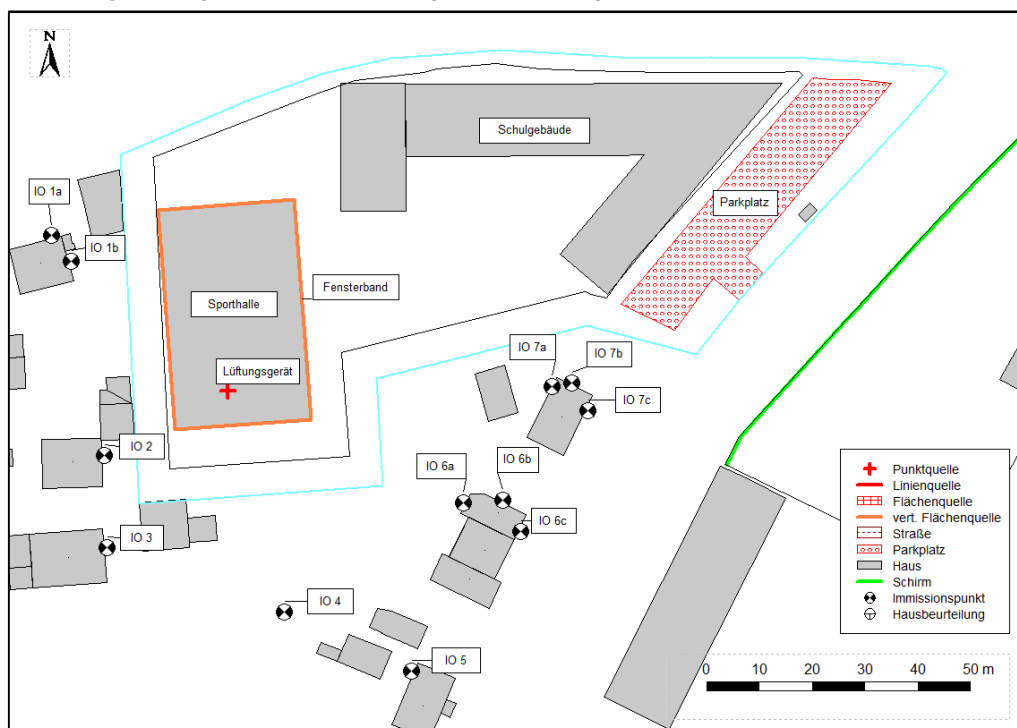 N
Schulgebäude
IO 1a
Parkplatz
IO 1b
Fensterband
Sporthalle
IO 7a
IO 7b
Lüftungsgerät
IO 7c
IO 2
IO 6a
IO 6b
IO 6c
IO 3
IO 4
IO 5
Punktquelle
Linienquelle
Flächenquelle
vert. Flächenquelle
Straße
Parkplatz
Haus
Schirm
Immissionspunkt
Hausbeurteilung
0 10 20 30 40 50 m